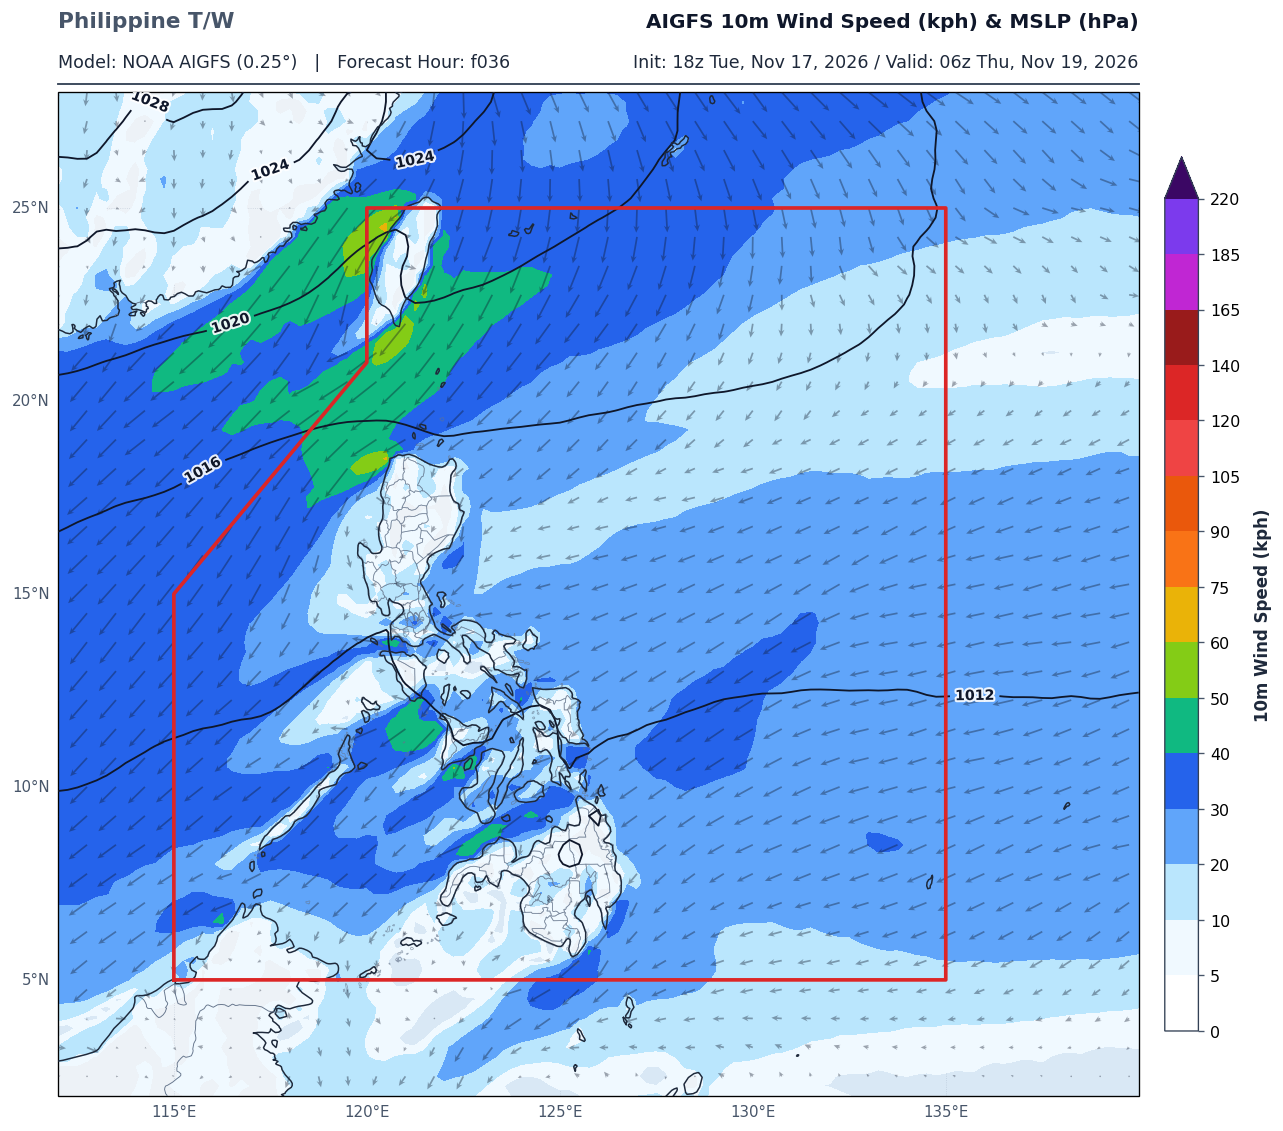 Philippine T/W
AIGFS 10m Wind Speed (kph) & MSLP (hPa)
Model: NOAA AIGFS (0.25°)   |   Forecast Hour: f036
Init: 18z Tue, Nov 17, 2026 / Valid: 06z Thu, Nov 19, 2026
1028
1024
1024
1020
1016
1012
25°N
20°N
15°N
10°N
5°N
115°E
120°E
125°E
130°E
135°E
220
185
165
140
120
105
90
75
60
50
40
30
20
10
5
0
10m Wind Speed (kph)